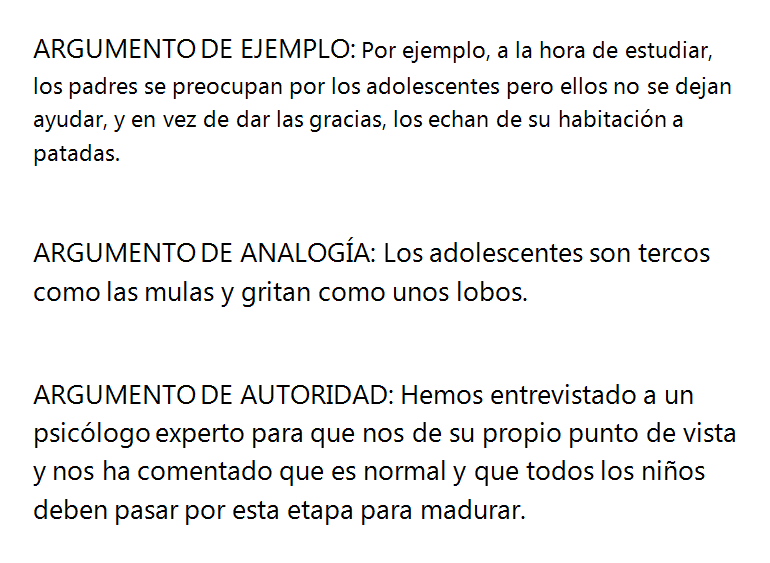 ARGUMENTO DE EJEMPLO: Por ejemplo, a la hora de estudiar,
los padres se preocupan por los adolescentes pero ellos no se dejan
ayudar, y en vez de dar las gracias, los echan de su habitación a
patadas.
ARGUMENTO DE ANALOGÍA: Los adolescentes son tercos
como las mulas y gritan como unos lobos.
ARGUMENTO DE AUTORIDAD: Hemos entrevistado a un
psicólogo experto para que nos de su propio punto de vista
y nos ha comentado que es normal y que todos los niños
deben pasar por esta etapa para madurar.